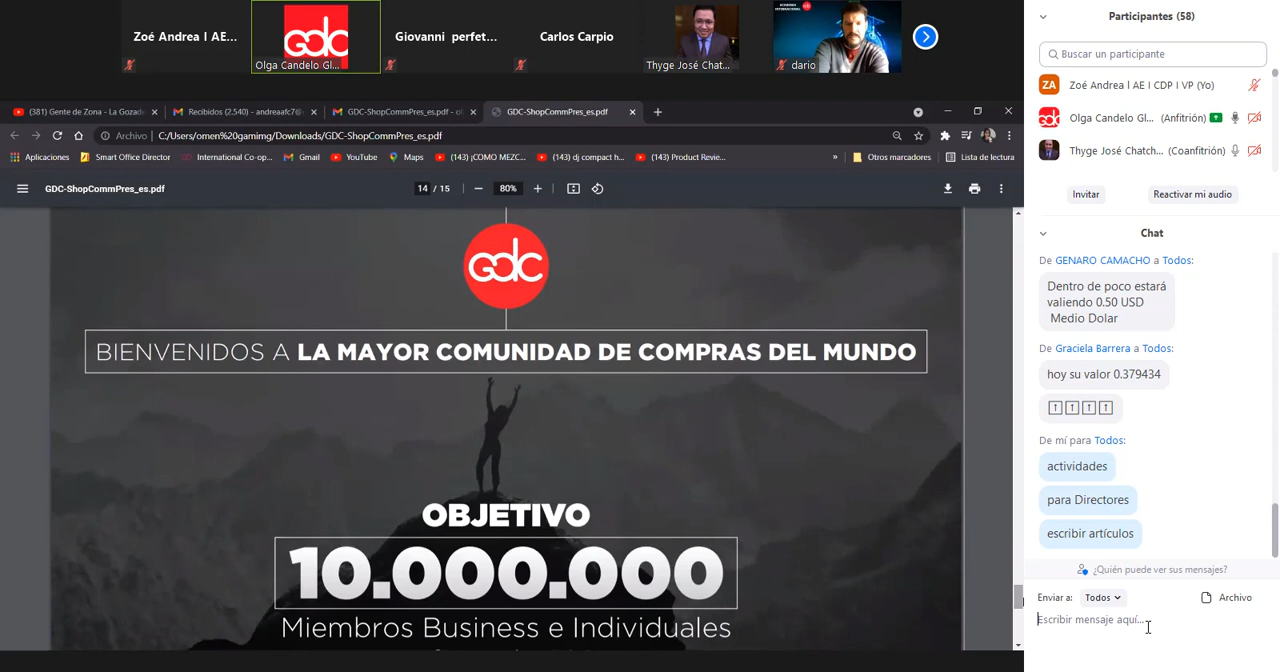 Zoé Andrea l AE...
gdc
Olga Candelo Gl...
Giovanni perfet...
Carlos Carpio
Thyge José Chat...
dario
Participantes (58)
Buscar un participante
ZA
Zoé Andrea l AE l CDP l VP (Yo)
gdc
Olga Candelo Gl... (Anfitrión)
Thyge José Chatch... (Coanfitrión)
Invitar
Reactivar mi audio
(381) Gente de Zona - La Gozade
Recibidos (2.540) - andreaafc7@
GDC-ShopCommPres_es.pdf - ol
GDC-ShopCommPres_es.pdf
Archivo
C:/Users/omen%20gamimg/Downloads/GDC-ShopCommPres_es.pdf
Aplicaciones
Smart Office Director
International Co-op...
Gmail
YouTube
Maps
(143) ¡COMO MEZC...
(143) dj compact h...
(143) Product Revie...
»
Otros marcadores
Lista de lectura
GDC-ShopCommPres_es.pdf
14 / 15
80%
gdc
BIENVENIDOS A LA MAYOR COMUNIDAD DE COMPRAS DEL MUNDO
OBJETIVO
10.000.000
Miembros Business e Individuales
Chat
De GENARO CAMACHO a Todos:
Dentro de poco estará
valiendo 0.50 USD
Medio Dolar
De Graciela Barrera a Todos:
hoy su valor 0.379434
De mí para Todos:
actividades
para Directores
escribir artículos
¿Quién puede ver sus mensajes?
Enviar a:
Todos
Archivo
Escribir mensaje aquí...